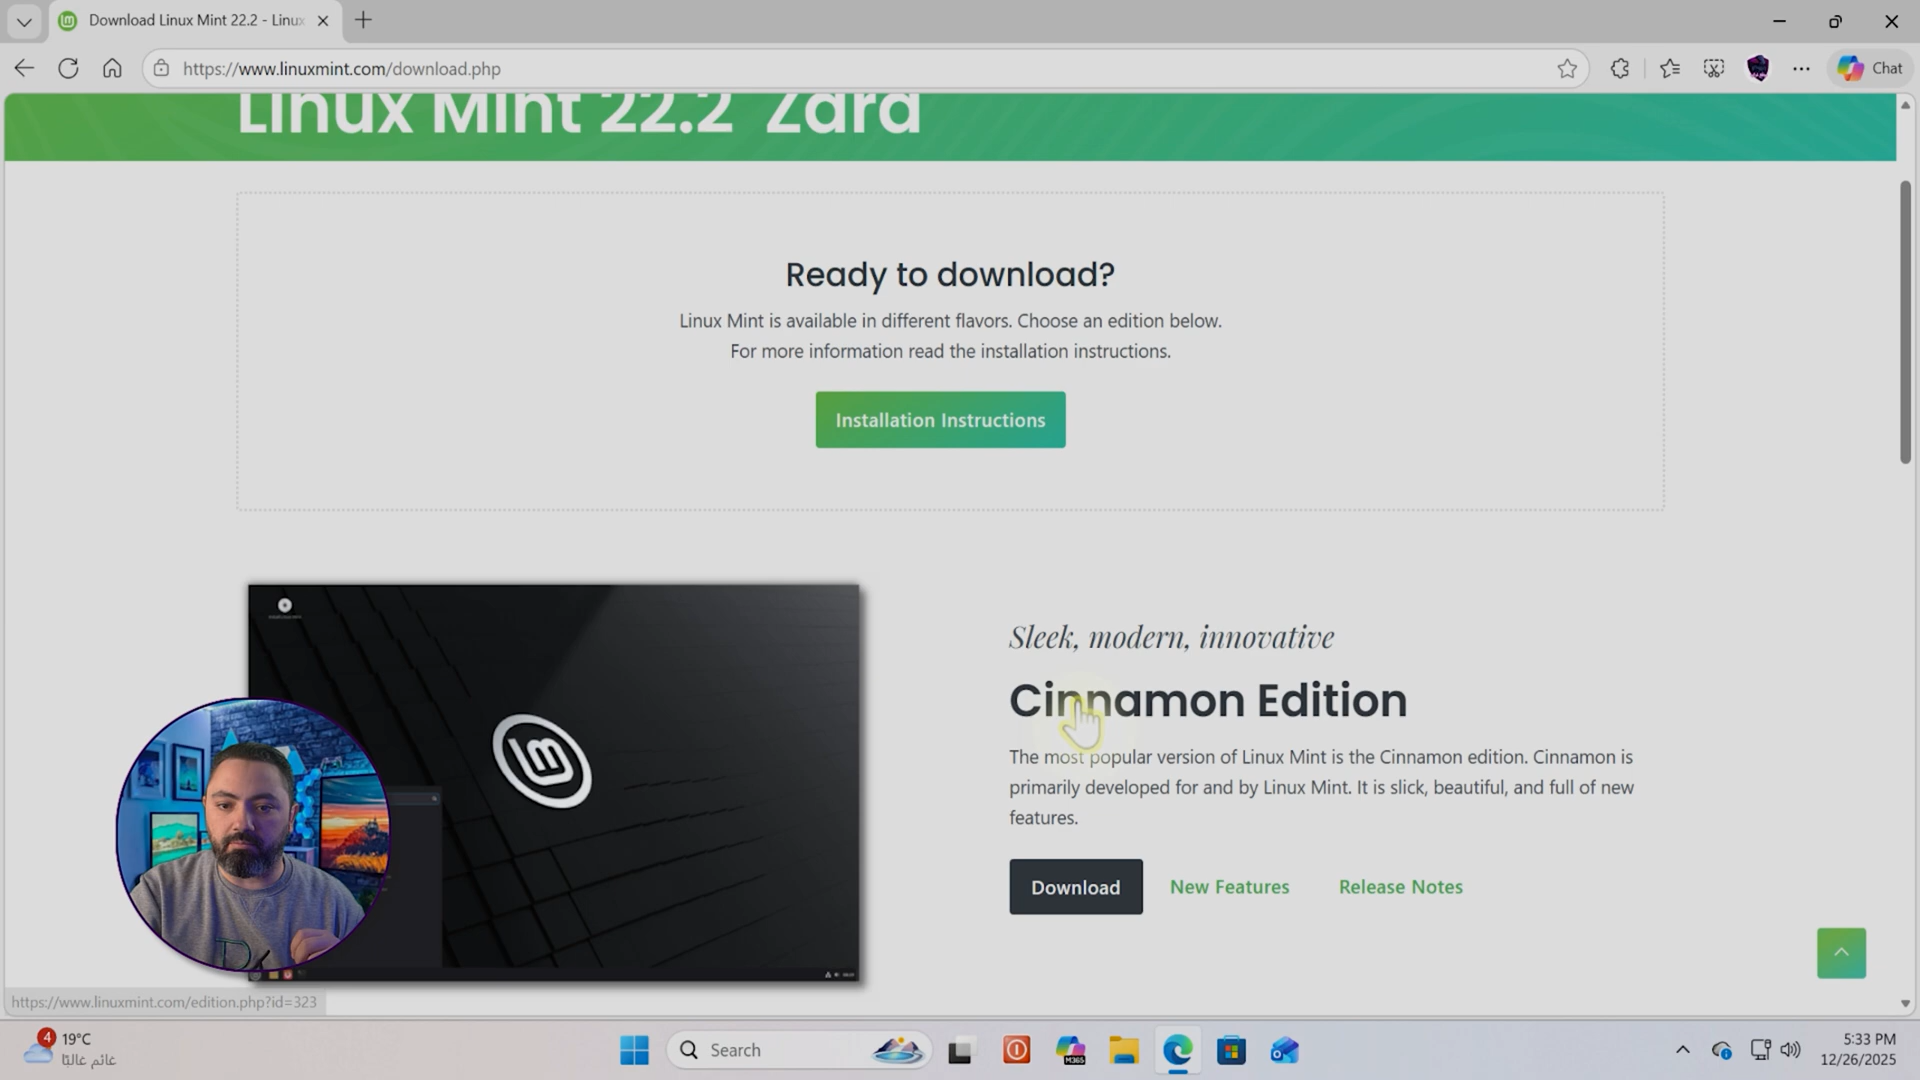 Download Linux Mint 22.2 - Linux
https://www.linuxmint.com/download.php
Chat
Linux Mint 22.2 "Zara"
Ready to download?
Linux Mint is available in different flavors. Choose an edition below.
For more information read the installation instructions.
Installation Instructions
Sleek, modern, innovative
Cinnamon Edition
The most popular version of Linux Mint is the Cinnamon edition. Cinnamon is
primarily developed for and by Linux Mint. It is slick, beautiful, and full of new
features.
Download
New Features
Release Notes
https://www.linuxmint.com/edition.php?id=323
4
19°C
غائم غالبًا
Search
M365
5:33 PM
12/26/2025